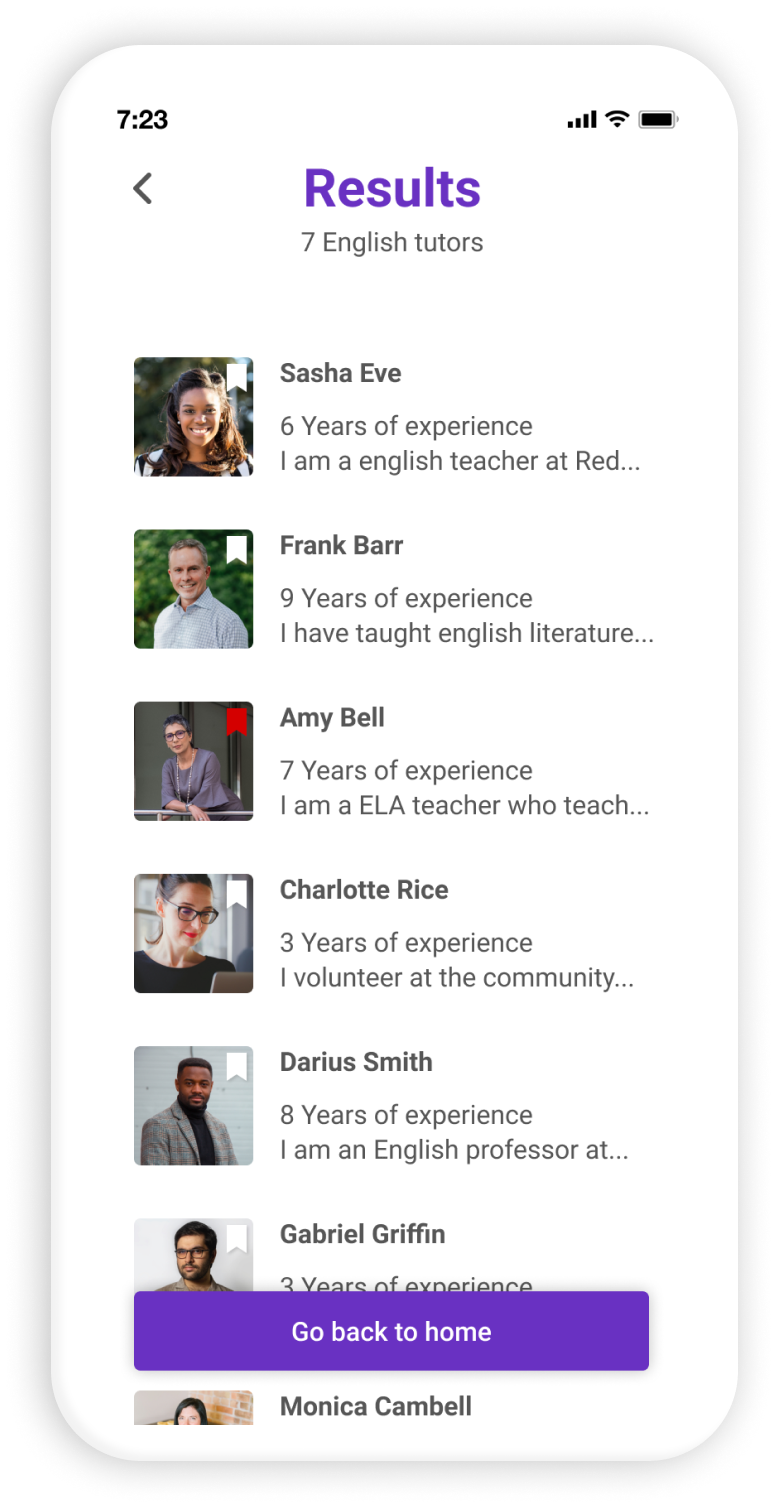 7:23
Results
7 English tutors
Sasha Eve
6 Years of experience
I am a english teacher at Red...
Frank Barr
9 Years of experience
I have taught english literature...
Amy Bell
7 Years of experience
I am a ELA teacher who teach...
Charlotte Rice
3 Years of experience
I volunteer at the community...
Darius Smith
8 Years of experience
I am an English professor at...
Gabriel Griffin
3 Years of experience
Go back to home
Monica Cambell